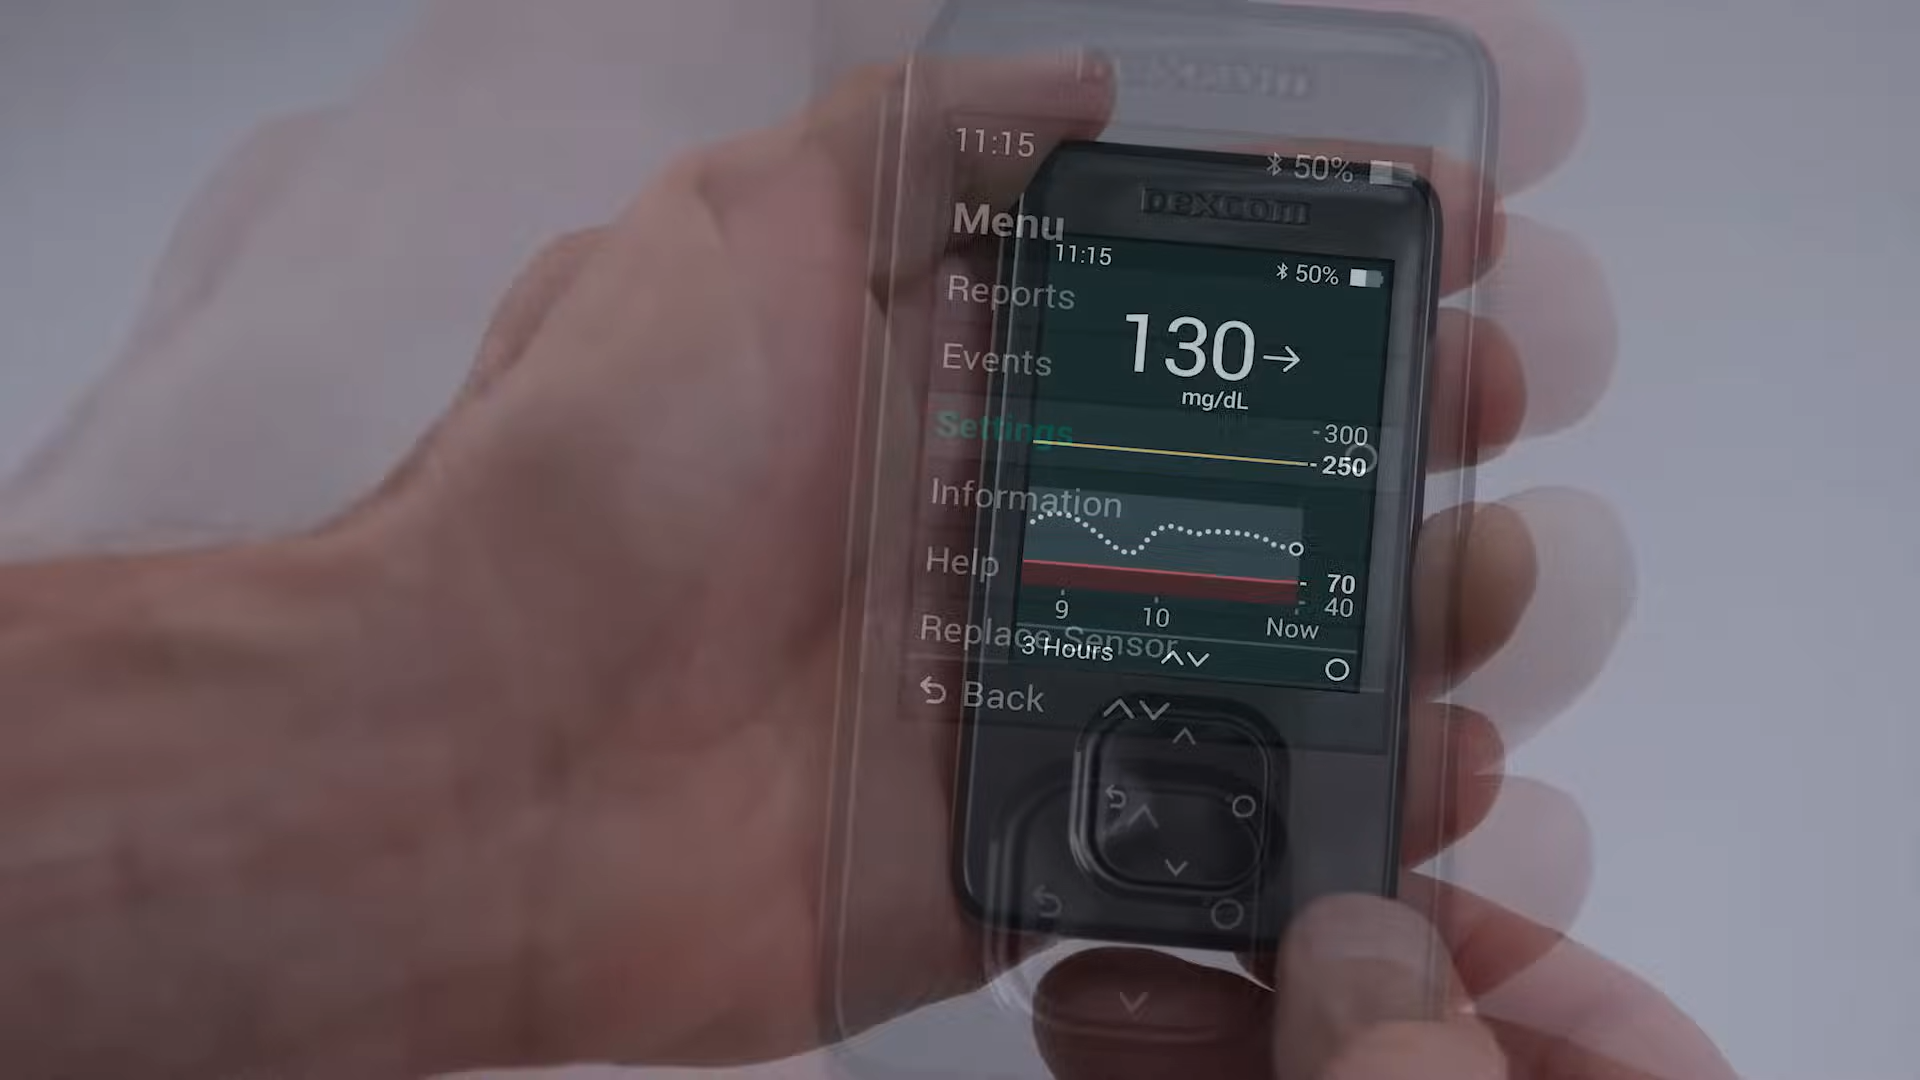 dexcom
11:15
50%
Menu
dexcom
11:15
50%
Reports
130→
Events
mg/dL
Settings
-300
-250
Information
Help
70
40
9
10
Now
Replace Sensor
3 Hours
Back